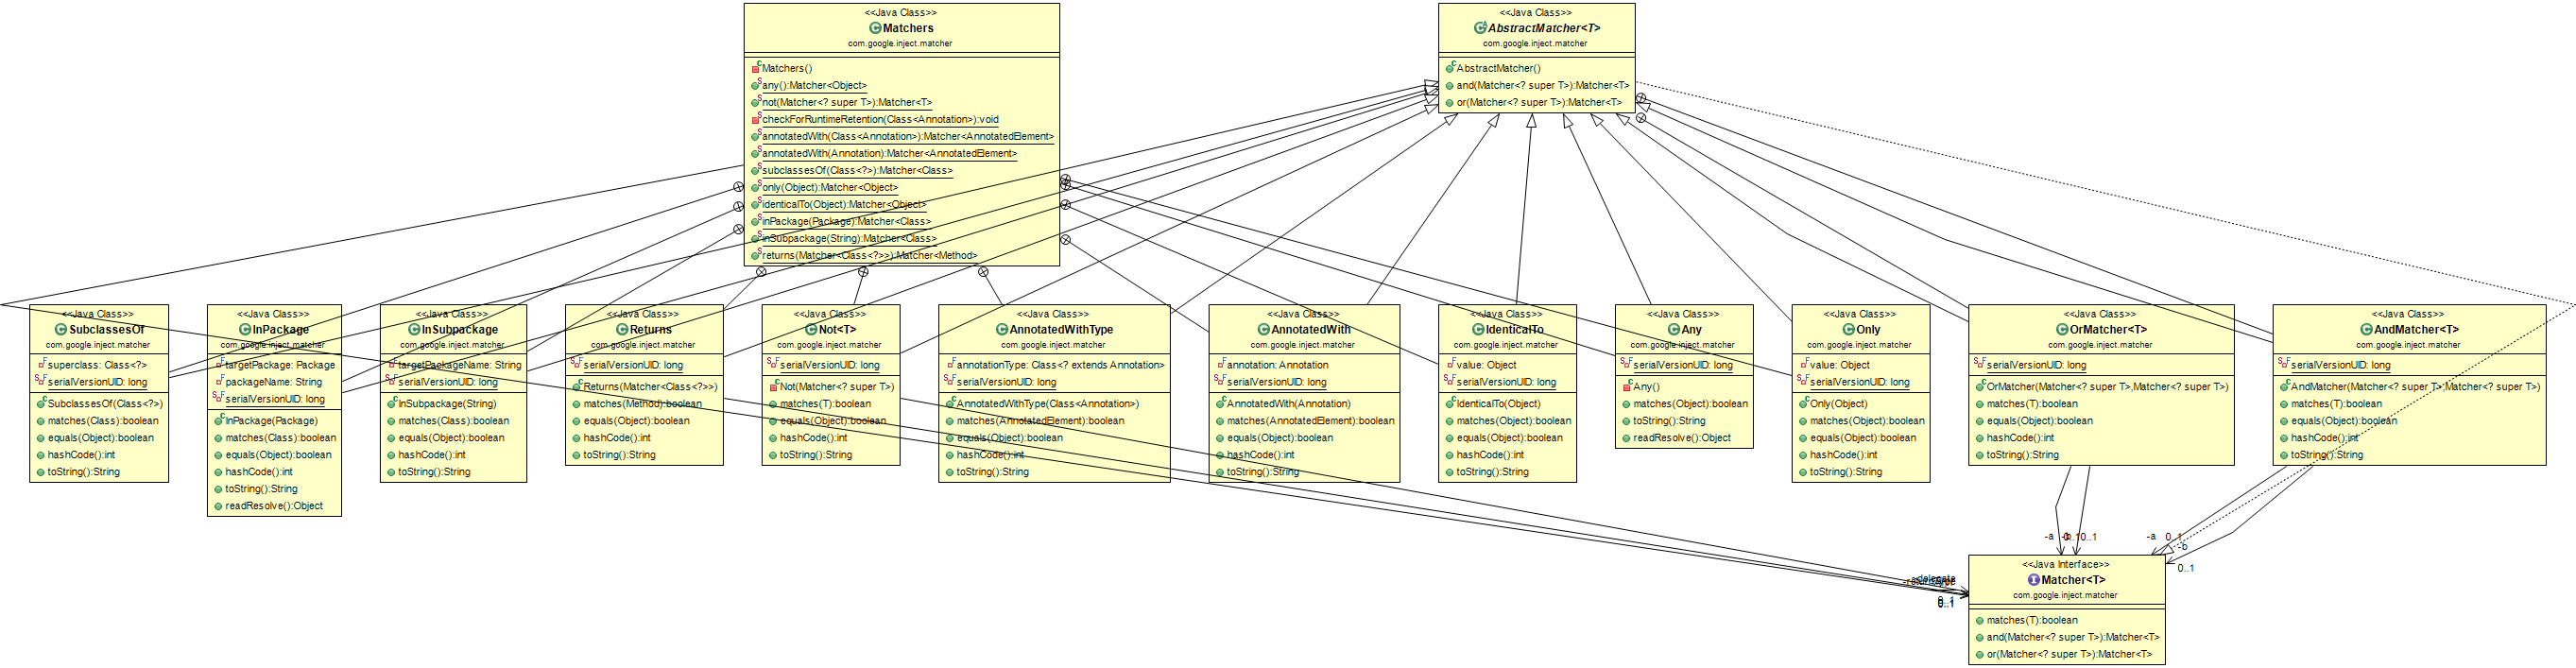 <<Java Class>>
Matchers
com.google.inject.matcher
Matchers()
any():Matcher<Object>
not(Matcher<? super T>):Matcher<T>
checkForRuntimeRetention(Class<Annotation>):void
annotatedWith(Class<Annotation>):Matcher<AnnotatedElement>
annotatedWith(Annotation):Matcher<AnnotatedElement>
subclassesOf(Class<?>):Matcher<Class>
only(Object):Matcher<Object>
identicalTo(Object):Matcher<Object>
inPackage(Package):Matcher<Class>
inSubpackage(String):Matcher<Class>
returns(Matcher<Class<?>>):Matcher<Method>
<<Java Class>>
AbstractMatcher<T>
com.google.inject.matcher
AbstractMatcher()
and(Matcher<? super T>):Matcher<T>
or(Matcher<? super T>):Matcher<T>
<<Java Class>>
SubclassesOf
com.google.inject.matcher
superclass: Class<?>
serialVersionUID: long
SubclassesOf(Class<?>)
matches(Class):boolean
equals(Object):boolean
hashCode():int
toString():String
<<Java Class>>
InPackage
com.google.inject.matcher
targetPackage: Package
packageName: String
serialVersionUID: long
InPackage(Package)
matches(Class):boolean
equals(Object):boolean
hashCode():int
toString():String
readResolve():Object
<<Java Class>>
InSubpackage
com.google.inject.matcher
targetPackageName: String
serialVersionUID: long
InSubpackage(String)
matches(Class):boolean
equals(Object):boolean
hashCode():int
toString():String
<<Java Class>>
Returns
com.google.inject.matcher
serialVersionUID: long
Returns(Matcher<Class<?>>)
matches(Method):boolean
equals(Object):boolean
hashCode():int
toString():String
<<Java Class>>
Not<T>
com.google.inject.matcher
serialVersionUID: long
Not(Matcher<? super T>)
matches(T):boolean
equals(Object):boolean
hashCode():int
toString():String
<<Java Class>>
AnnotatedWithType
com.google.inject.matcher
annotationType: Class<? extends Annotation>
serialVersionUID: long
AnnotatedWithType(Class<Annotation>)
matches(AnnotatedElement):boolean
equals(Object):boolean
hashCode():int
toString():String
<<Java Class>>
AnnotatedWith
com.google.inject.matcher
annotation: Annotation
serialVersionUID: long
AnnotatedWith(Annotation)
matches(AnnotatedElement):boolean
equals(Object):boolean
hashCode():int
toString():String
<<Java Class>>
IdenticalTo
com.google.inject.matcher
value: Object
serialVersionUID: long
IdenticalTo(Object)
matches(Object):boolean
equals(Object):boolean
hashCode():int
toString():String
<<Java Class>>
Any
com.google.inject.matcher
serialVersionUID: long
Any()
matches(Object):boolean
toString():String
readResolve():Object
<<Java Class>>
Only
com.google.inject.matcher
value: Object
serialVersionUID: long
Only(Object)
matches(Object):boolean
equals(Object):boolean
hashCode():int
toString():String
<<Java Class>>
OrMatcher<T>
com.google.inject.matcher
serialVersionUID: long
OrMatcher(Matcher<? super T>,Matcher<? super T>)
matches(T):boolean
equals(Object):boolean
hashCode():int
toString():String
<<Java Class>>
AndMatcher<T>
com.google.inject.matcher
serialVersionUID: long
AndMatcher(Matcher<? super T>,Matcher<? super T>)
matches(T):boolean
equals(Object):boolean
hashCode():int
toString():String
-a
0..1
-a
0..1
-b
0..1
0..1
<<Java Interface>>
Matcher<T>
com.google.inject.matcher
matches(T):boolean
and(Matcher<? super T>):Matcher<T>
or(Matcher<? super T>):Matcher<T>